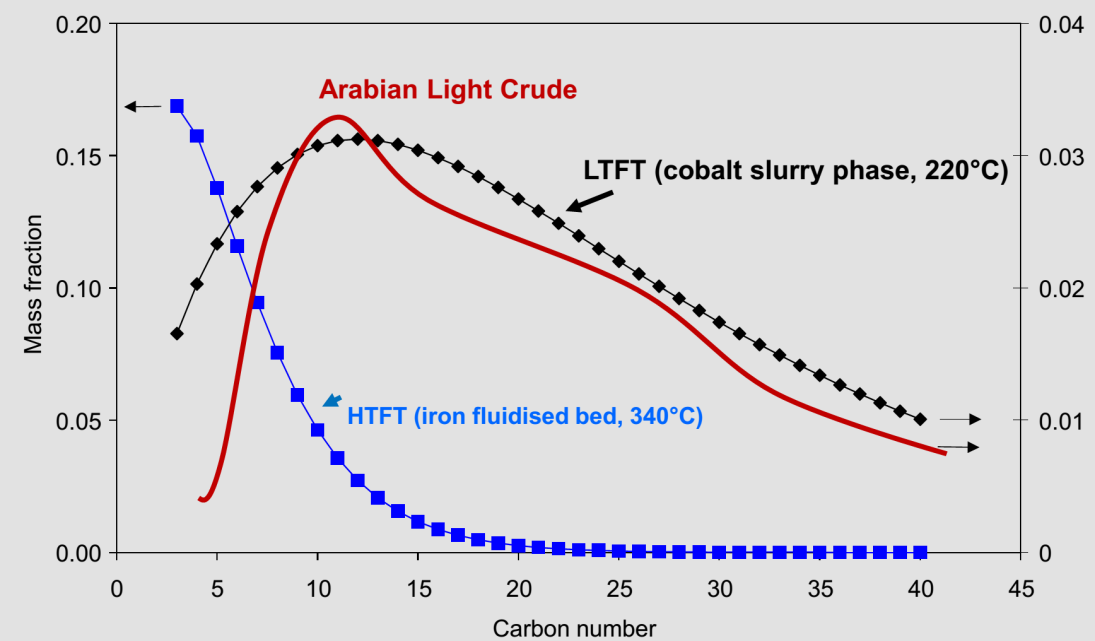 0.20
0.04
Arabian Light Crude
0.15
0.03
LTFT (cobalt slurry phase, 220°C)
Mass fraction
0.10
0.02
HTFT (iron fluidised bed, 340°C)
0.05
0.01
0.00
0
0 5 10 15 20 25 30 35 40 45
Carbon number